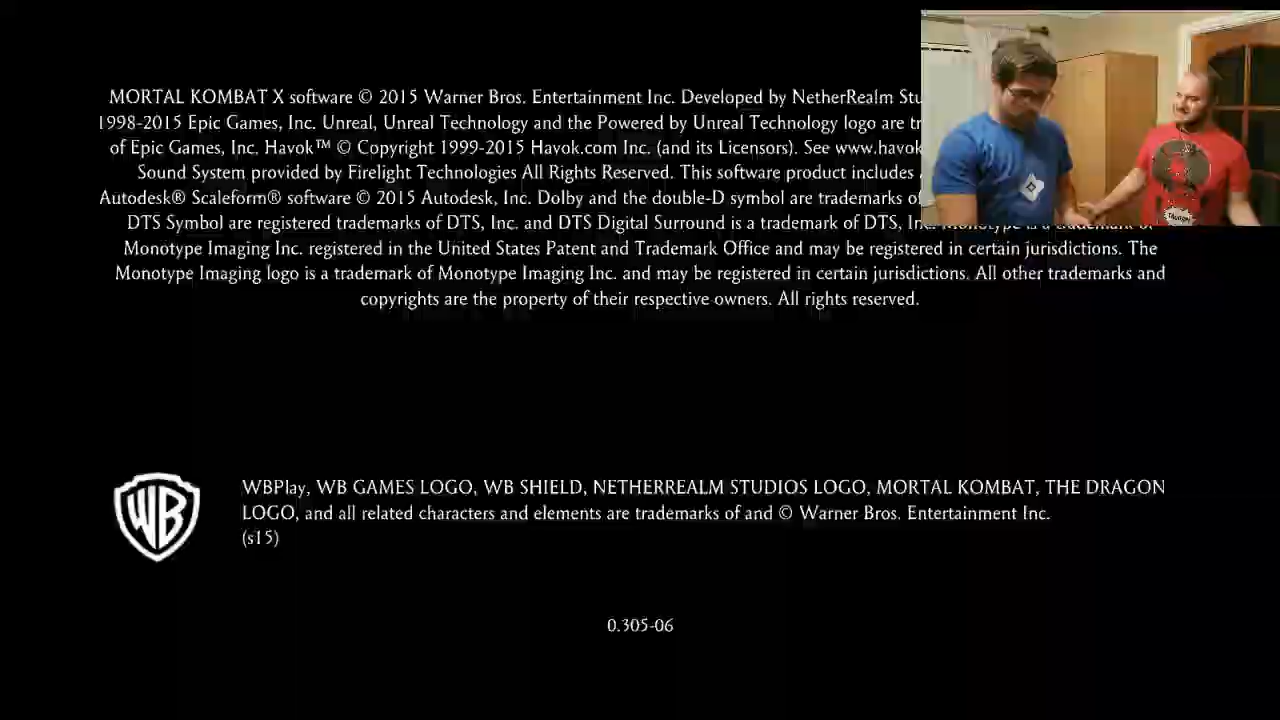 MORTAL KOMBAT X software © 2015 Warner Bros. Entertainment Inc. Developed by NetherRealm
1998-2015 Epic Games, Inc. Unreal, Unreal Technology and the Powered by Unreal Technology logo are
of Epic Games, Inc. Havok™ © Copyright 1999-2015 Havok.com Inc. (and its Licensors). See www.havok
Sound System provided by Firelight Technologies All Rights Reserved. This software product includes
Autodesk® Scaleform® software © 2015 Autodesk, Inc. Dolby and the double-D symbol are trademarks of
DTS Symbol are registered trademarks of DTS, Inc. and DTS Digital Surround is a trademark of DTS, Inc. Monotype is a trademark of
Monotype Imaging Inc. registered in the United States Patent and Trademark Office and may be registered in certain jurisdictions. The
Monotype Imaging logo is a trademark of Monotype Imaging Inc. and may be registered in certain jurisdictions. All other trademarks and
copyrights are the property of their respective owners. All rights reserved.
WB
WBPlay, WB GAMES LOGO, WB SHIELD, NETHERREALM STUDIOS LOGO, MORTAL KOMBAT, THE DRAGON
LOGO, and all related characters and elements are trademarks of and © Warner Bros. Entertainment Inc.
(s15)
0.305-06